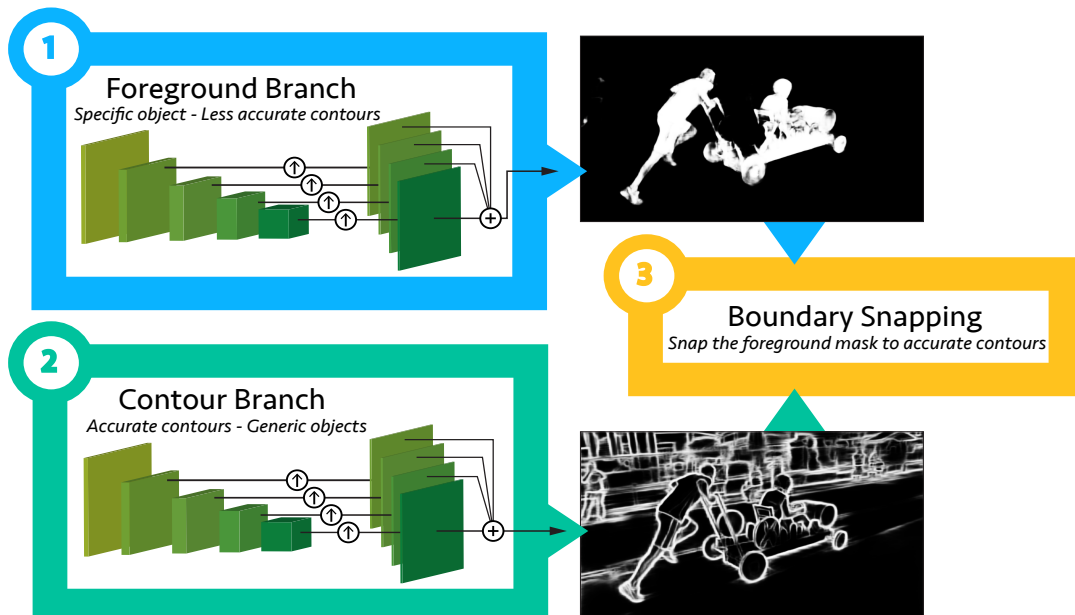 1
Foreground Branch
Specific object - Less accurate contours
2
Contour Branch
Accurate contours - Generic objects
3
Boundary Snapping
Snap the foreground mask to accurate contours